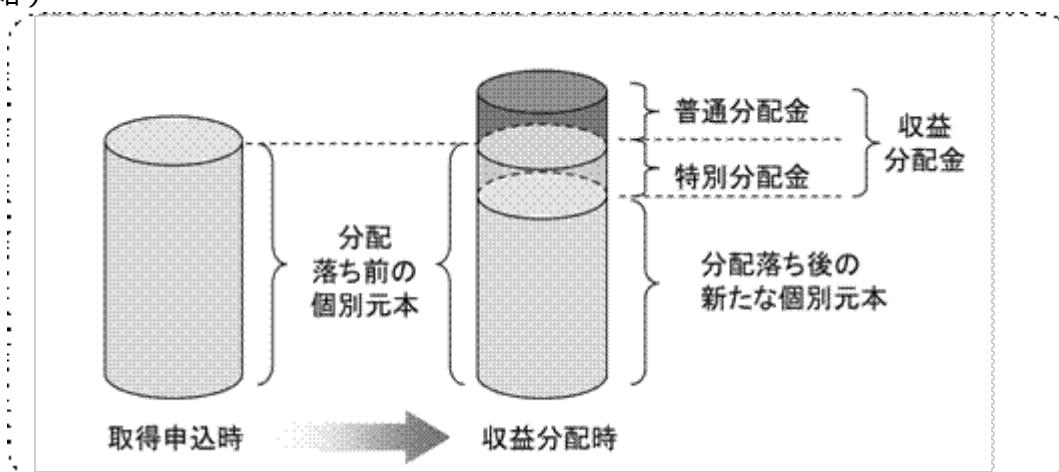 普通分配金
収益
分配金
特別分配金
分配
落ち前の
個別元本
分配落ち後の
新たな個別元本
取得申込時
収益分配時